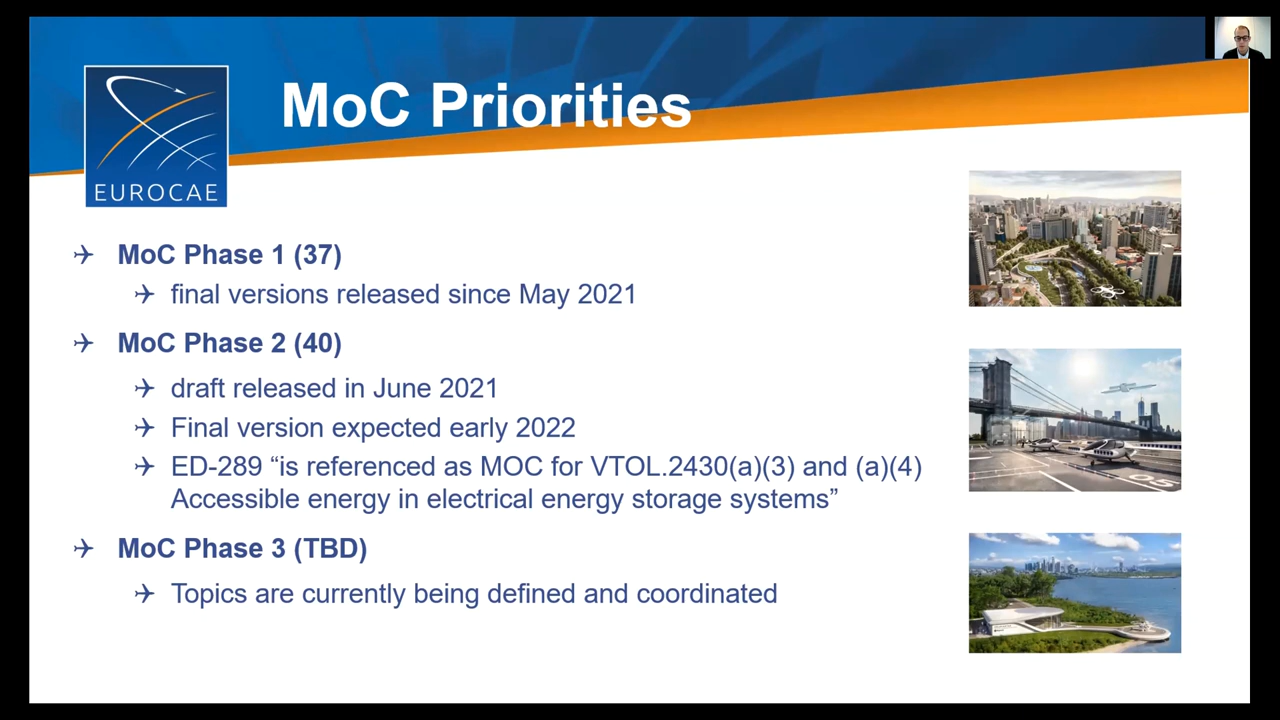 MoC Priorities
EUROCAE
MoC Phase 1 (37)
final versions released since May 2021
MoC Phase 2 (40)
draft released in June 2021
Final version expected early 2022
ED-289 “is referenced as MOC for VTOL.2430(a)(3) and (a)(4)
Accessible energy in electrical energy storage systems”
MoC Phase 3 (TBD)
Topics are currently being defined and coordinated